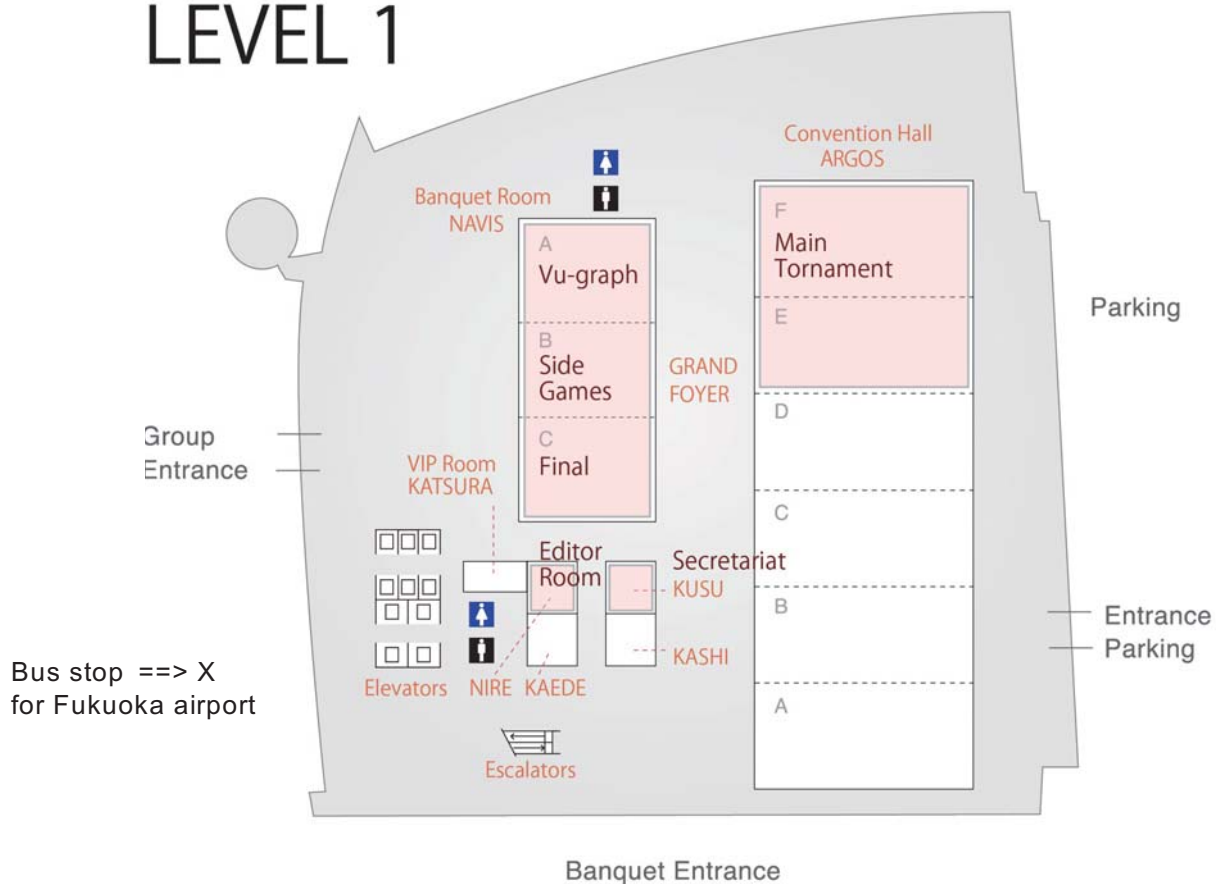 LEVEL 1
Convention Hall
ARGOS
Banquet Room
NAVIS
A
Vu-graph
B
Side
Games
C
Final
GRAND
FOYER
F
Main
Tornament
E
D
C
B
A
Parking
Group
Entrance
VIP Room
KATSURA
Editor
Room
Secretariat
KUSU
KASHI
Entrance
Parking
Bus stop ==> X
for Fukuoka airport
Elevators
NIRE
KAEDE
Escalators
Banquet Entrance